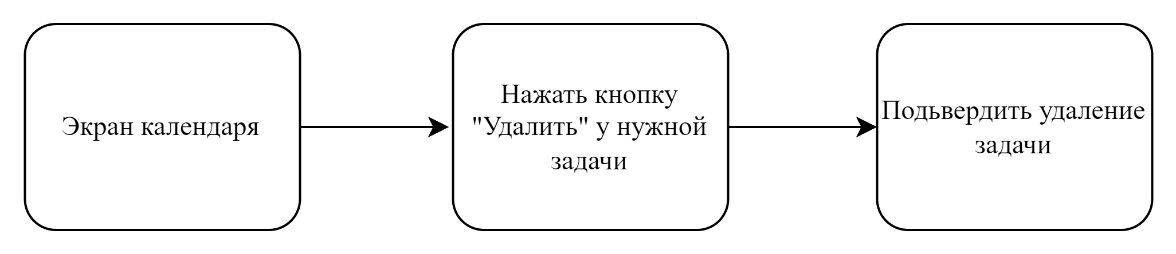 Экран календаря
Нажать кнопку
"Удалить" у нужной
задачи
Подьвердить удаление
задачи